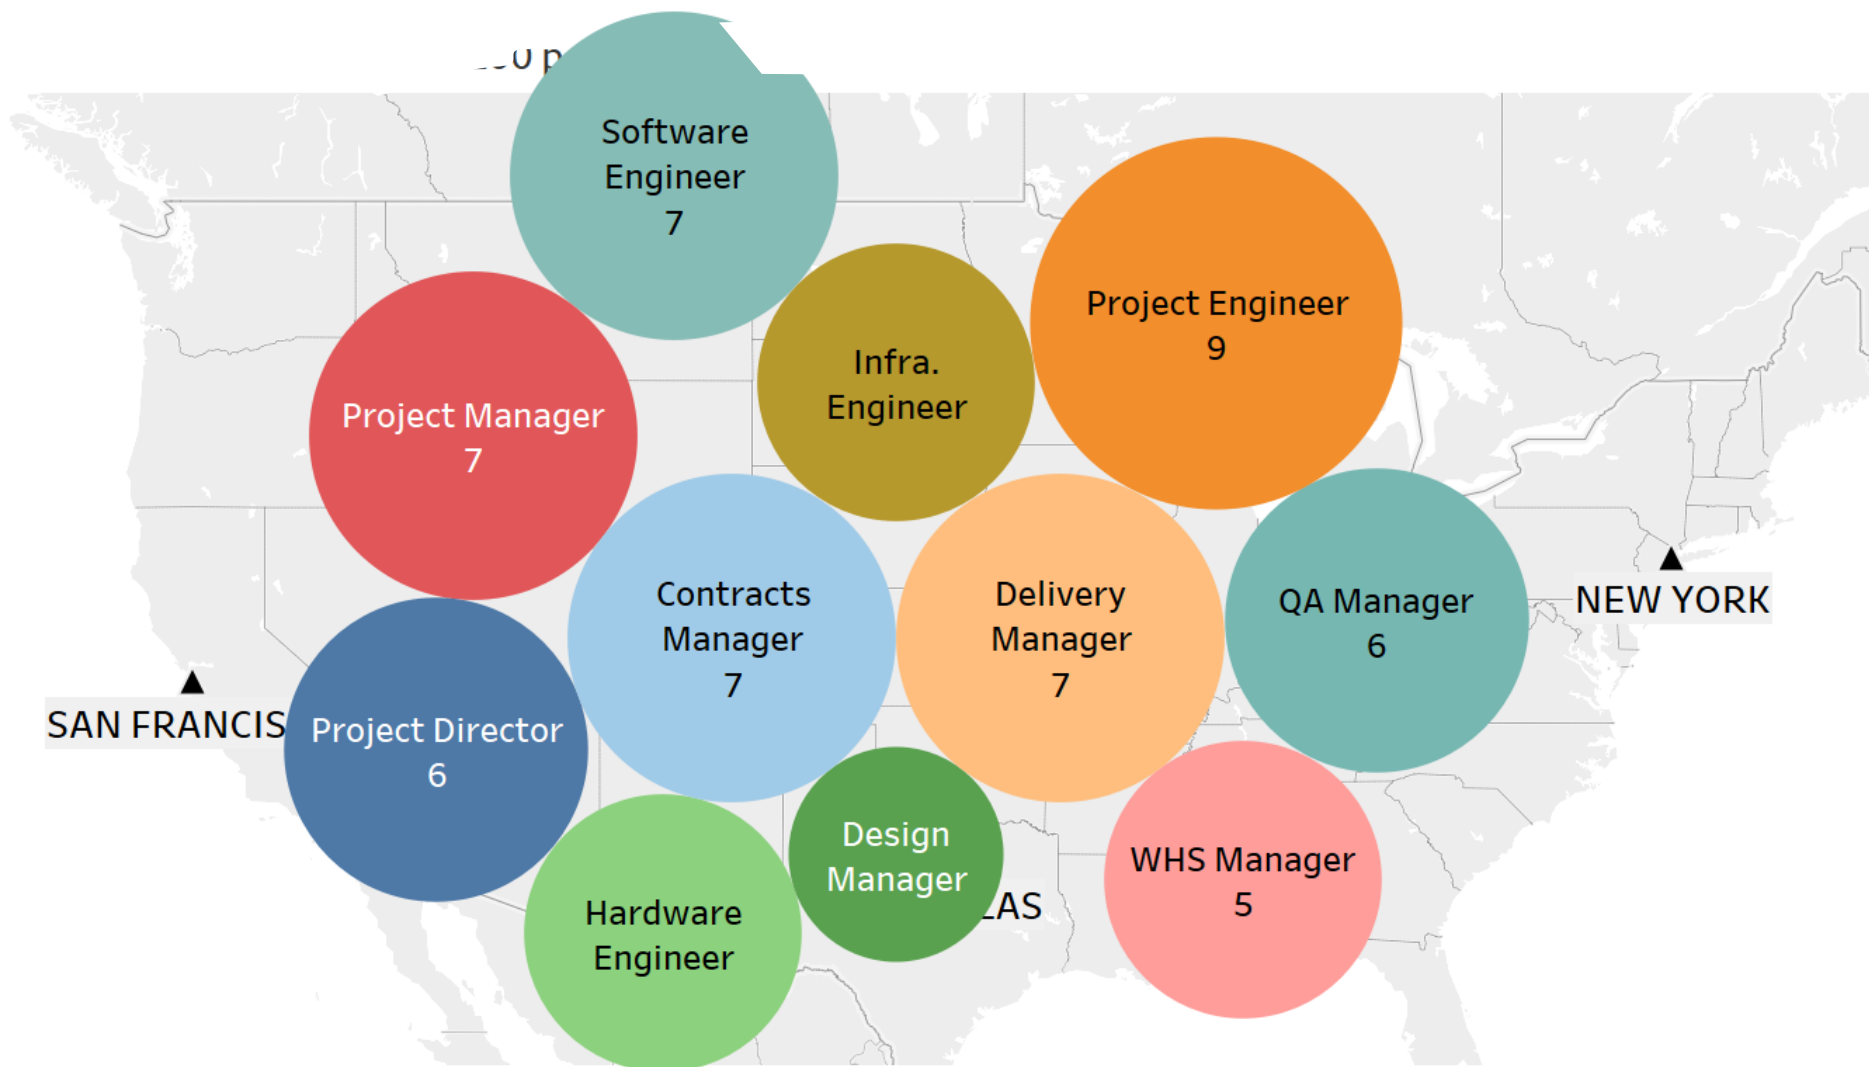 Software
Engineer
7
Project Engineer
9
Infra.
Engineer
Project Manager
7
Contracts
Manager
7
Delivery
Manager
7
QA Manager
6
NEW YORK
SAN FRANCIS
Project Director
6
Design
Manager
WHS Manager
5
LAS
Hardware
Engineer